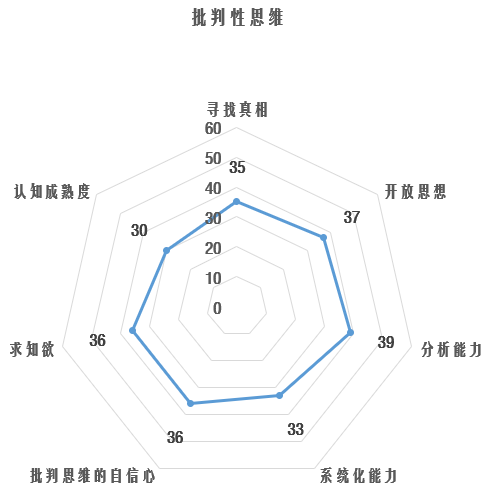 批判性思维
寻找真相
60
50
35
40
30
20
10
0
开放思想
37
分析能力
39
系统化能力
33
批判思维的自信心
36
求知欲
36
认知成熟度
30